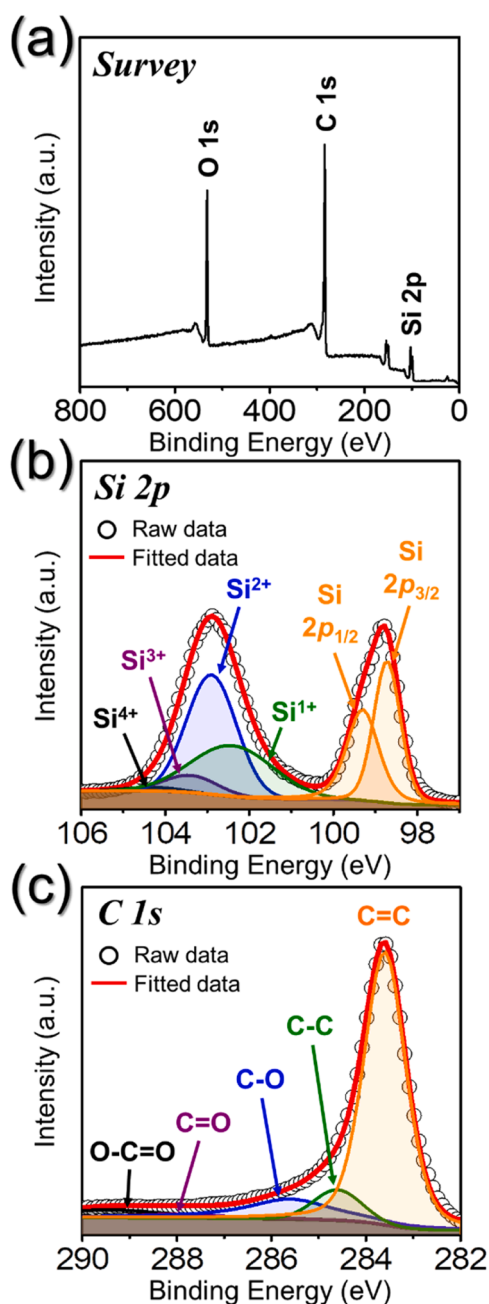 (a)
Survey
O 1s
C 1s
Si 2p
Intensity (a.u.)
800 600 400 200 0
Binding Energy (eV)
(b)
Si 2p
Raw data
Fitted data
Si
2p3/2
Si
2p1/2
Si2+
Si3+
Si4+
Si1+
Intensity (a.u.)
106 104 102 100 98
Binding Energy (eV)
(c)
C 1s
C=C
Raw data
Fitted data
C-C
C-O
C=O
O-C=O
Intensity (a.u.)
290 288 286 284 282
Binding Energy (eV)